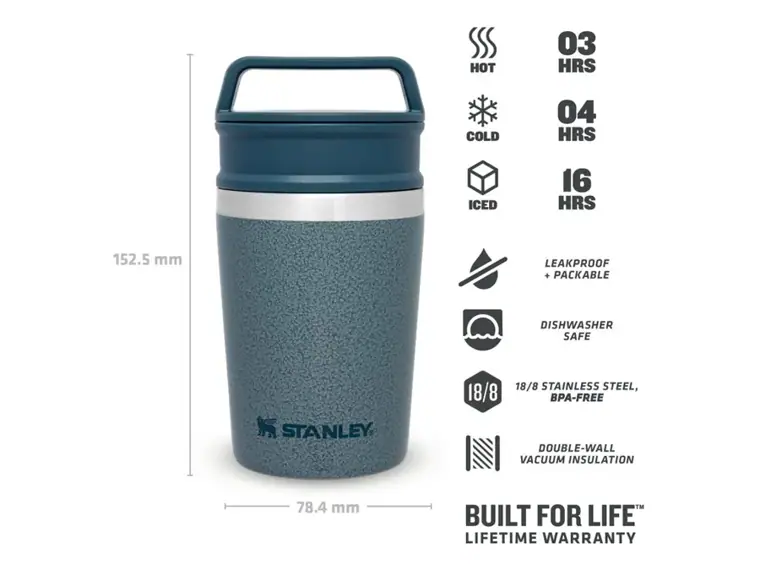 HOT
03
HRS
COLD
04
HRS
ICED
16
HRS
152.5 mm
LEAKPROOF
+ PACKABLE
DISHWASHER
SAFE
18/8
18/8 STAINLESS STEEL,
BPA-FREE
STANLEY®
DOUBLE-WALL
VACUUM INSULATION
78.4 mm
BUILT FOR LIFE™
LIFETIME WARRANTY